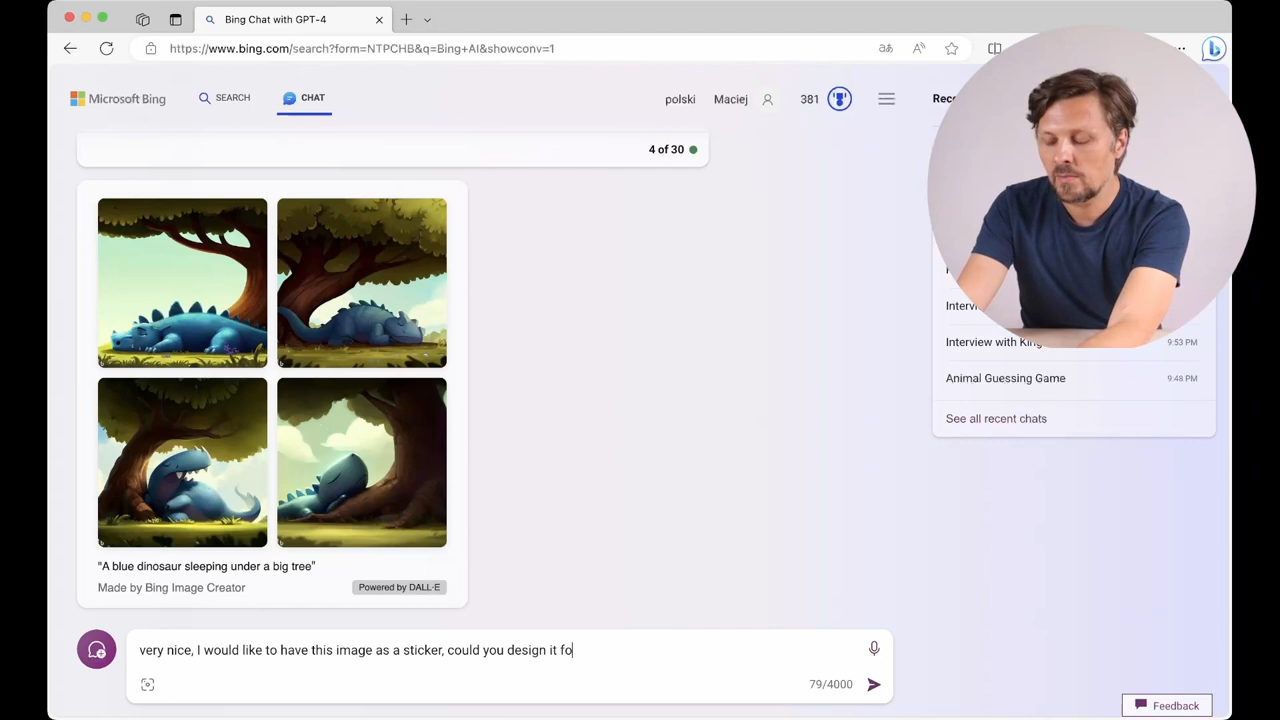 Bing Chat with GPT-4
https://www.bing.com/search?form=NTPCHB&q=Bing+AI&showconv=1
Microsoft Bing
SEARCH
CHAT
polski
Maciej
381
4 of 30
"A blue dinosaur sleeping under a big tree"
Made by Bing Image Creator
Powered by DALL·E
Interview with
9:53 PM
Animal Guessing Game
9:48 PM
See all recent chats
very nice, I would like to have this image as a sticker, could you design it fo
79/4000
Feedback